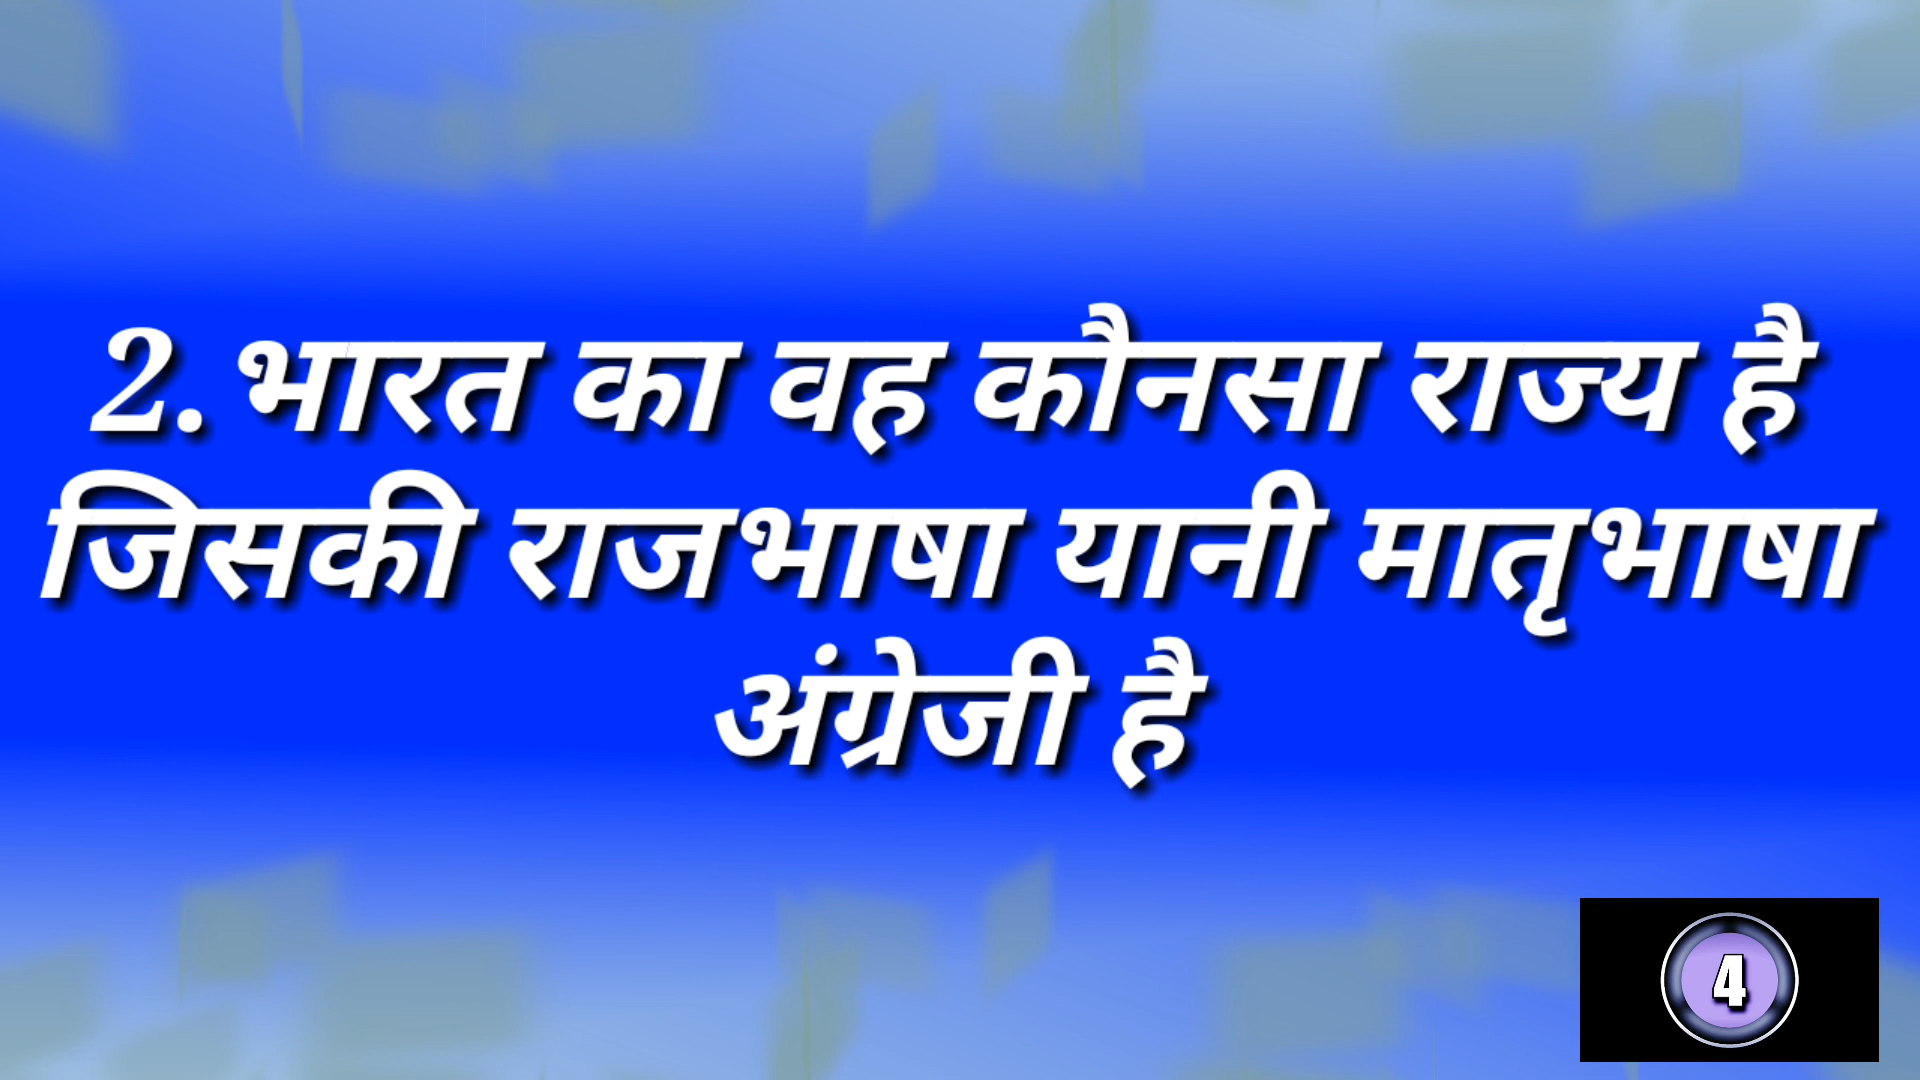 2.भारत का वह कौनसा राज्य है
जिसकी राजभाषा यानी मातृभाषा
अंग्रेजी है
4